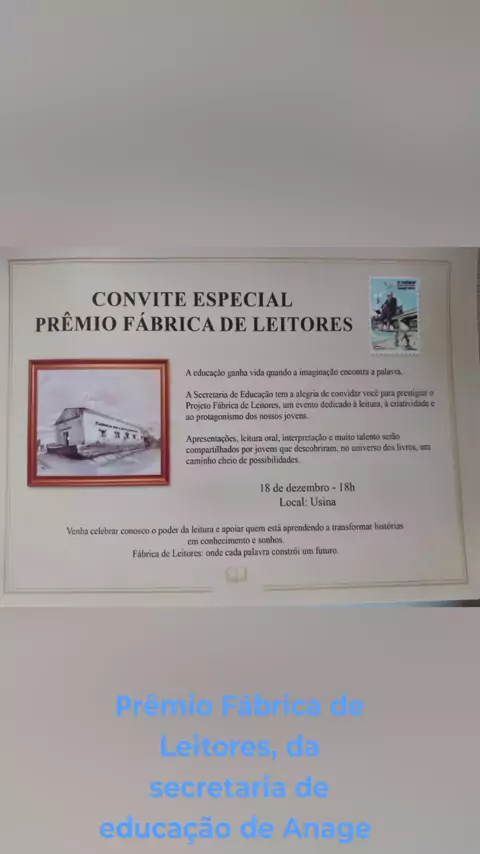 CONVITE ESPECIAL
PRÊMIO FÁBRICA DE LEITORES
A educação ganha vida quando a imaginação encontra a palavra.
A Secretaria de Educação tem a alegria de convidar você para prestigiar o
Projeto Fábrica de Leitores, um evento dedicado à leitura, à criatividade e
ao protagonismo dos nossos jovens.
Apresentações, leitura oral, interpretação e muito talento serão
compartilhados por jovens que descobriram, no universo dos livros, um
caminho cheio de possibilidades.
18 de dezembro - 18h
Local: Usina
Venha celebrar conosco o poder da leitura e apoiar quem está aprendendo a transformar histórias
em conhecimento e sonhos.
Fábrica de Leitores: onde cada palavra constrói um futuro.
Prêmio Fábrica de
Leitores, da
secretaria de
educação de Anage